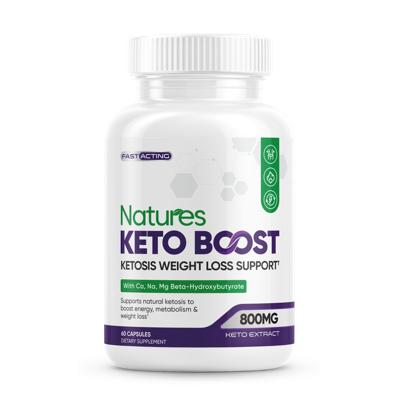 FAST ACTING
Natures
KETO BOOST
KETOSIS WEIGHT LOSS SUPPORT†
With Ca, Na, Mg Beta-Hydroxybutyrate
Supports natural ketosis to
boost energy, metabolism &
weight loss†
60 CAPSULES
DIETARY SUPPLEMENT
800MG
KETO EXTRACT